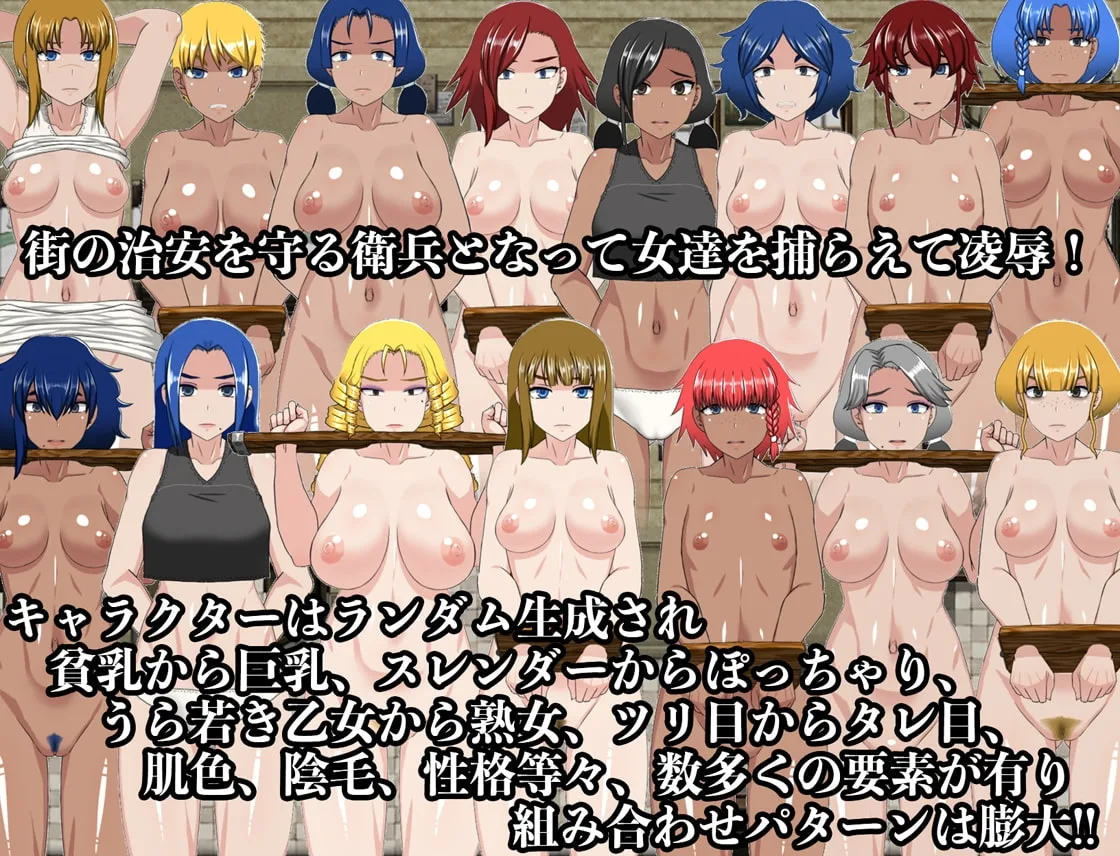 街の治安を守る衛兵となって女達を捕らえて凌辱！
キャラクターはランダム生成され
貧乳から巨乳、スレンダーからぽっちゃり、
うら若き乙女から熟女、ツリ目からタレ目、
肌色、陰毛、性格等々、数多くの要素が有り
組み合わせパターンは膨大!!